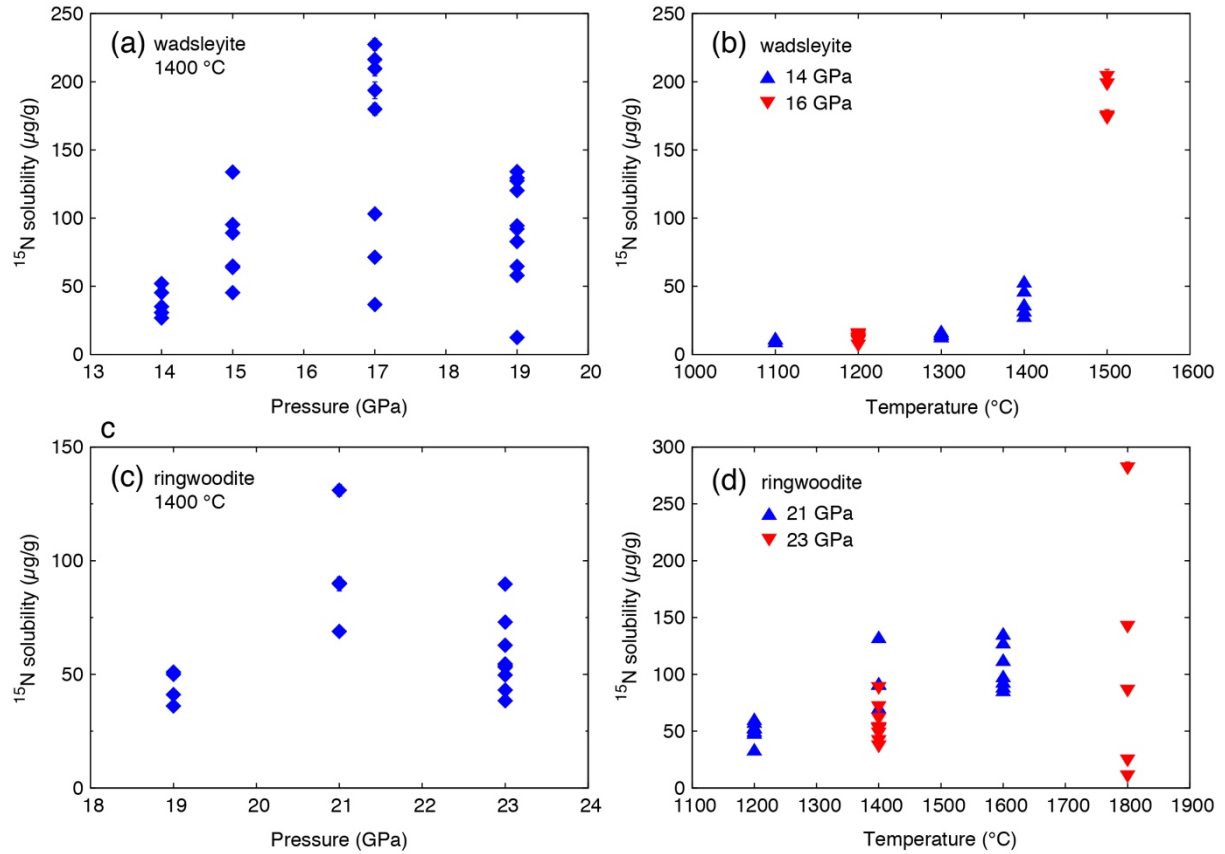 (a) wadsleyite
1400 °C
¹⁵N solubility (µg/g)
250
200
150
100
50
0
13 14 15 16 17 18 19 20
Pressure (GPa)
(b) wadsleyite
14 GPa
16 GPa
¹⁵N solubility (µg/g)
250
200
150
100
50
0
1000 1100 1200 1300 1400 1500 1600
Temperature (°C)
c
(c) ringwoodite
1400 °C
¹⁵N solubility (µg/g)
150
100
50
0
18 19 20 21 22 23 24
Pressure (GPa)
(d) ringwoodite
21 GPa
23 GPa
¹⁵N solubility (µg/g)
300
250
200
150
100
50
0
1100 1200 1300 1400 1500 1600 1700 1800 1900
Temperature (°C)